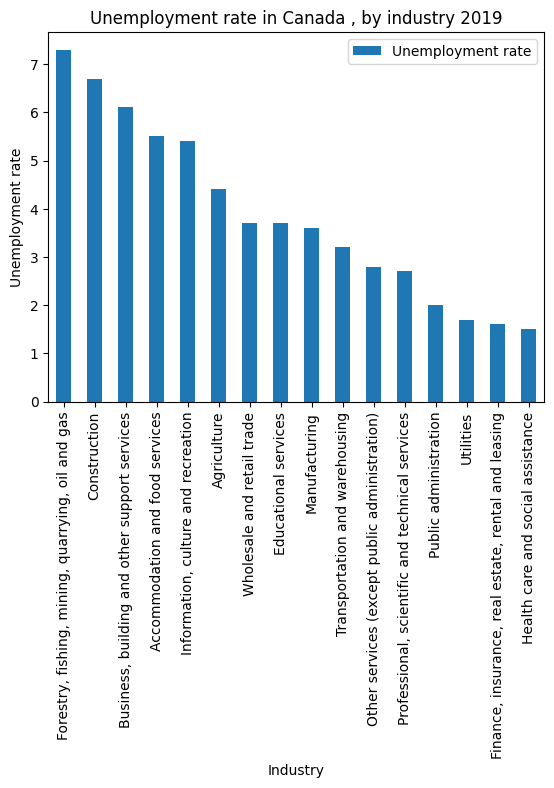 Unemployment rate in Canada , by industry 2019
Unemployment rate
Unemployment rate
7
6
5
4
3
2
1
0
Forestry, fishing, mining, quarrying, oil and gas
Construction
Business, building and other support services
Accommodation and food services
Information, culture and recreation
Agriculture
Wholesale and retail trade
Educational services
Manufacturing
Transportation and warehousing
Other services (except public administration)
Professional, scientific and technical services
Public administration
Utilities
Finance, insurance, real estate, rental and leasing
Health care and social assistance
Industry